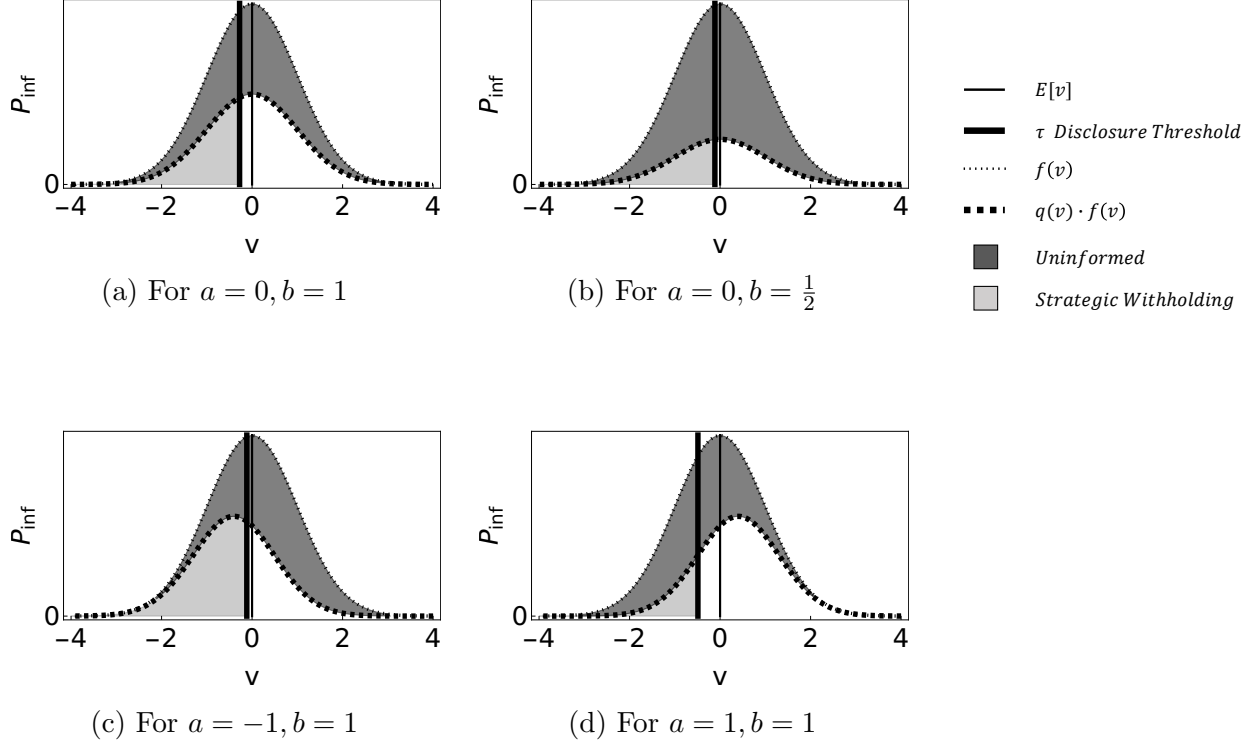 P_inf
0
−4 −2 0 2 4
v
(a) For a = 0, b = 1
P_inf
0
−4 −2 0 2 4
v
(b) For a = 0, b = 1/2
E[v]
τ Disclosure Threshold
f(v)
q(v) · f(v)
Uninformed
Strategic Withholding
P_inf
0
−4 −2 0 2 4
v
(c) For a = −1, b = 1
P_inf
0
−4 −2 0 2 4
v
(d) For a = 1, b = 1